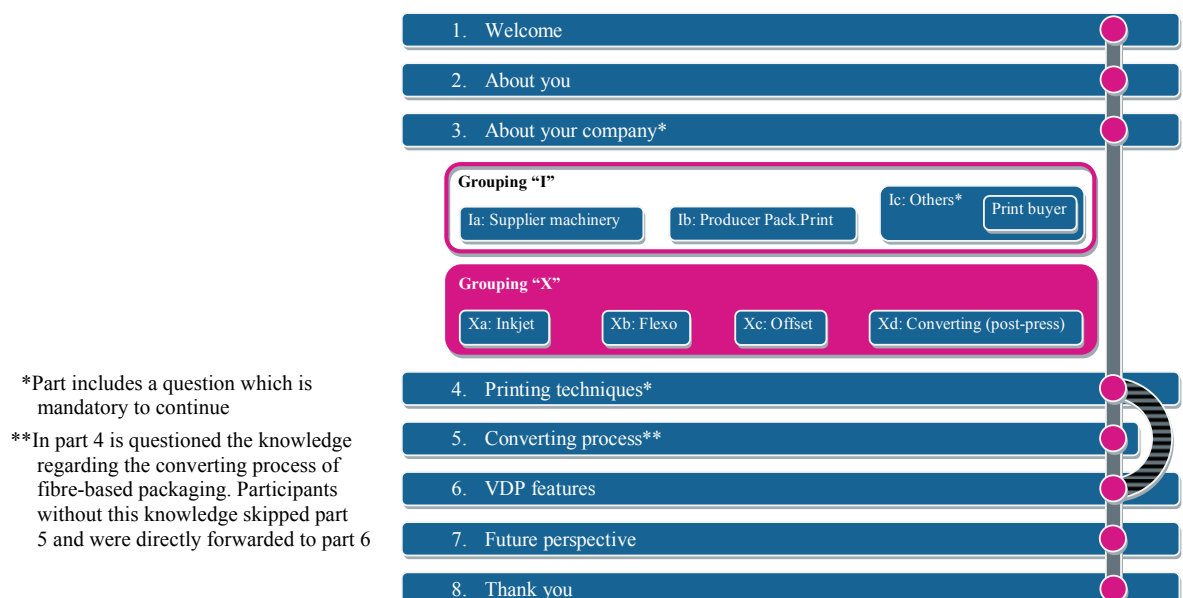 1. Welcome
2. About you
3. About your company*
Grouping “I”
Ia: Supplier machinery
Ib: Producer Pack.Print
Ic: Others*
Print buyer
Grouping “X”
Xa: Inkjet
Xb: Flexo
Xc: Offset
Xd: Converting (post-press)
*Part includes a question which is
mandatory to continue
**In part 4 is questioned the knowledge
regarding the converting process of
fibre-based packaging. Participants
without this knowledge skipped part
5 and were directly forwarded to part 6
4. Printing techniques*
5. Converting process**
6. VDP features
7. Future perspective
8. Thank you